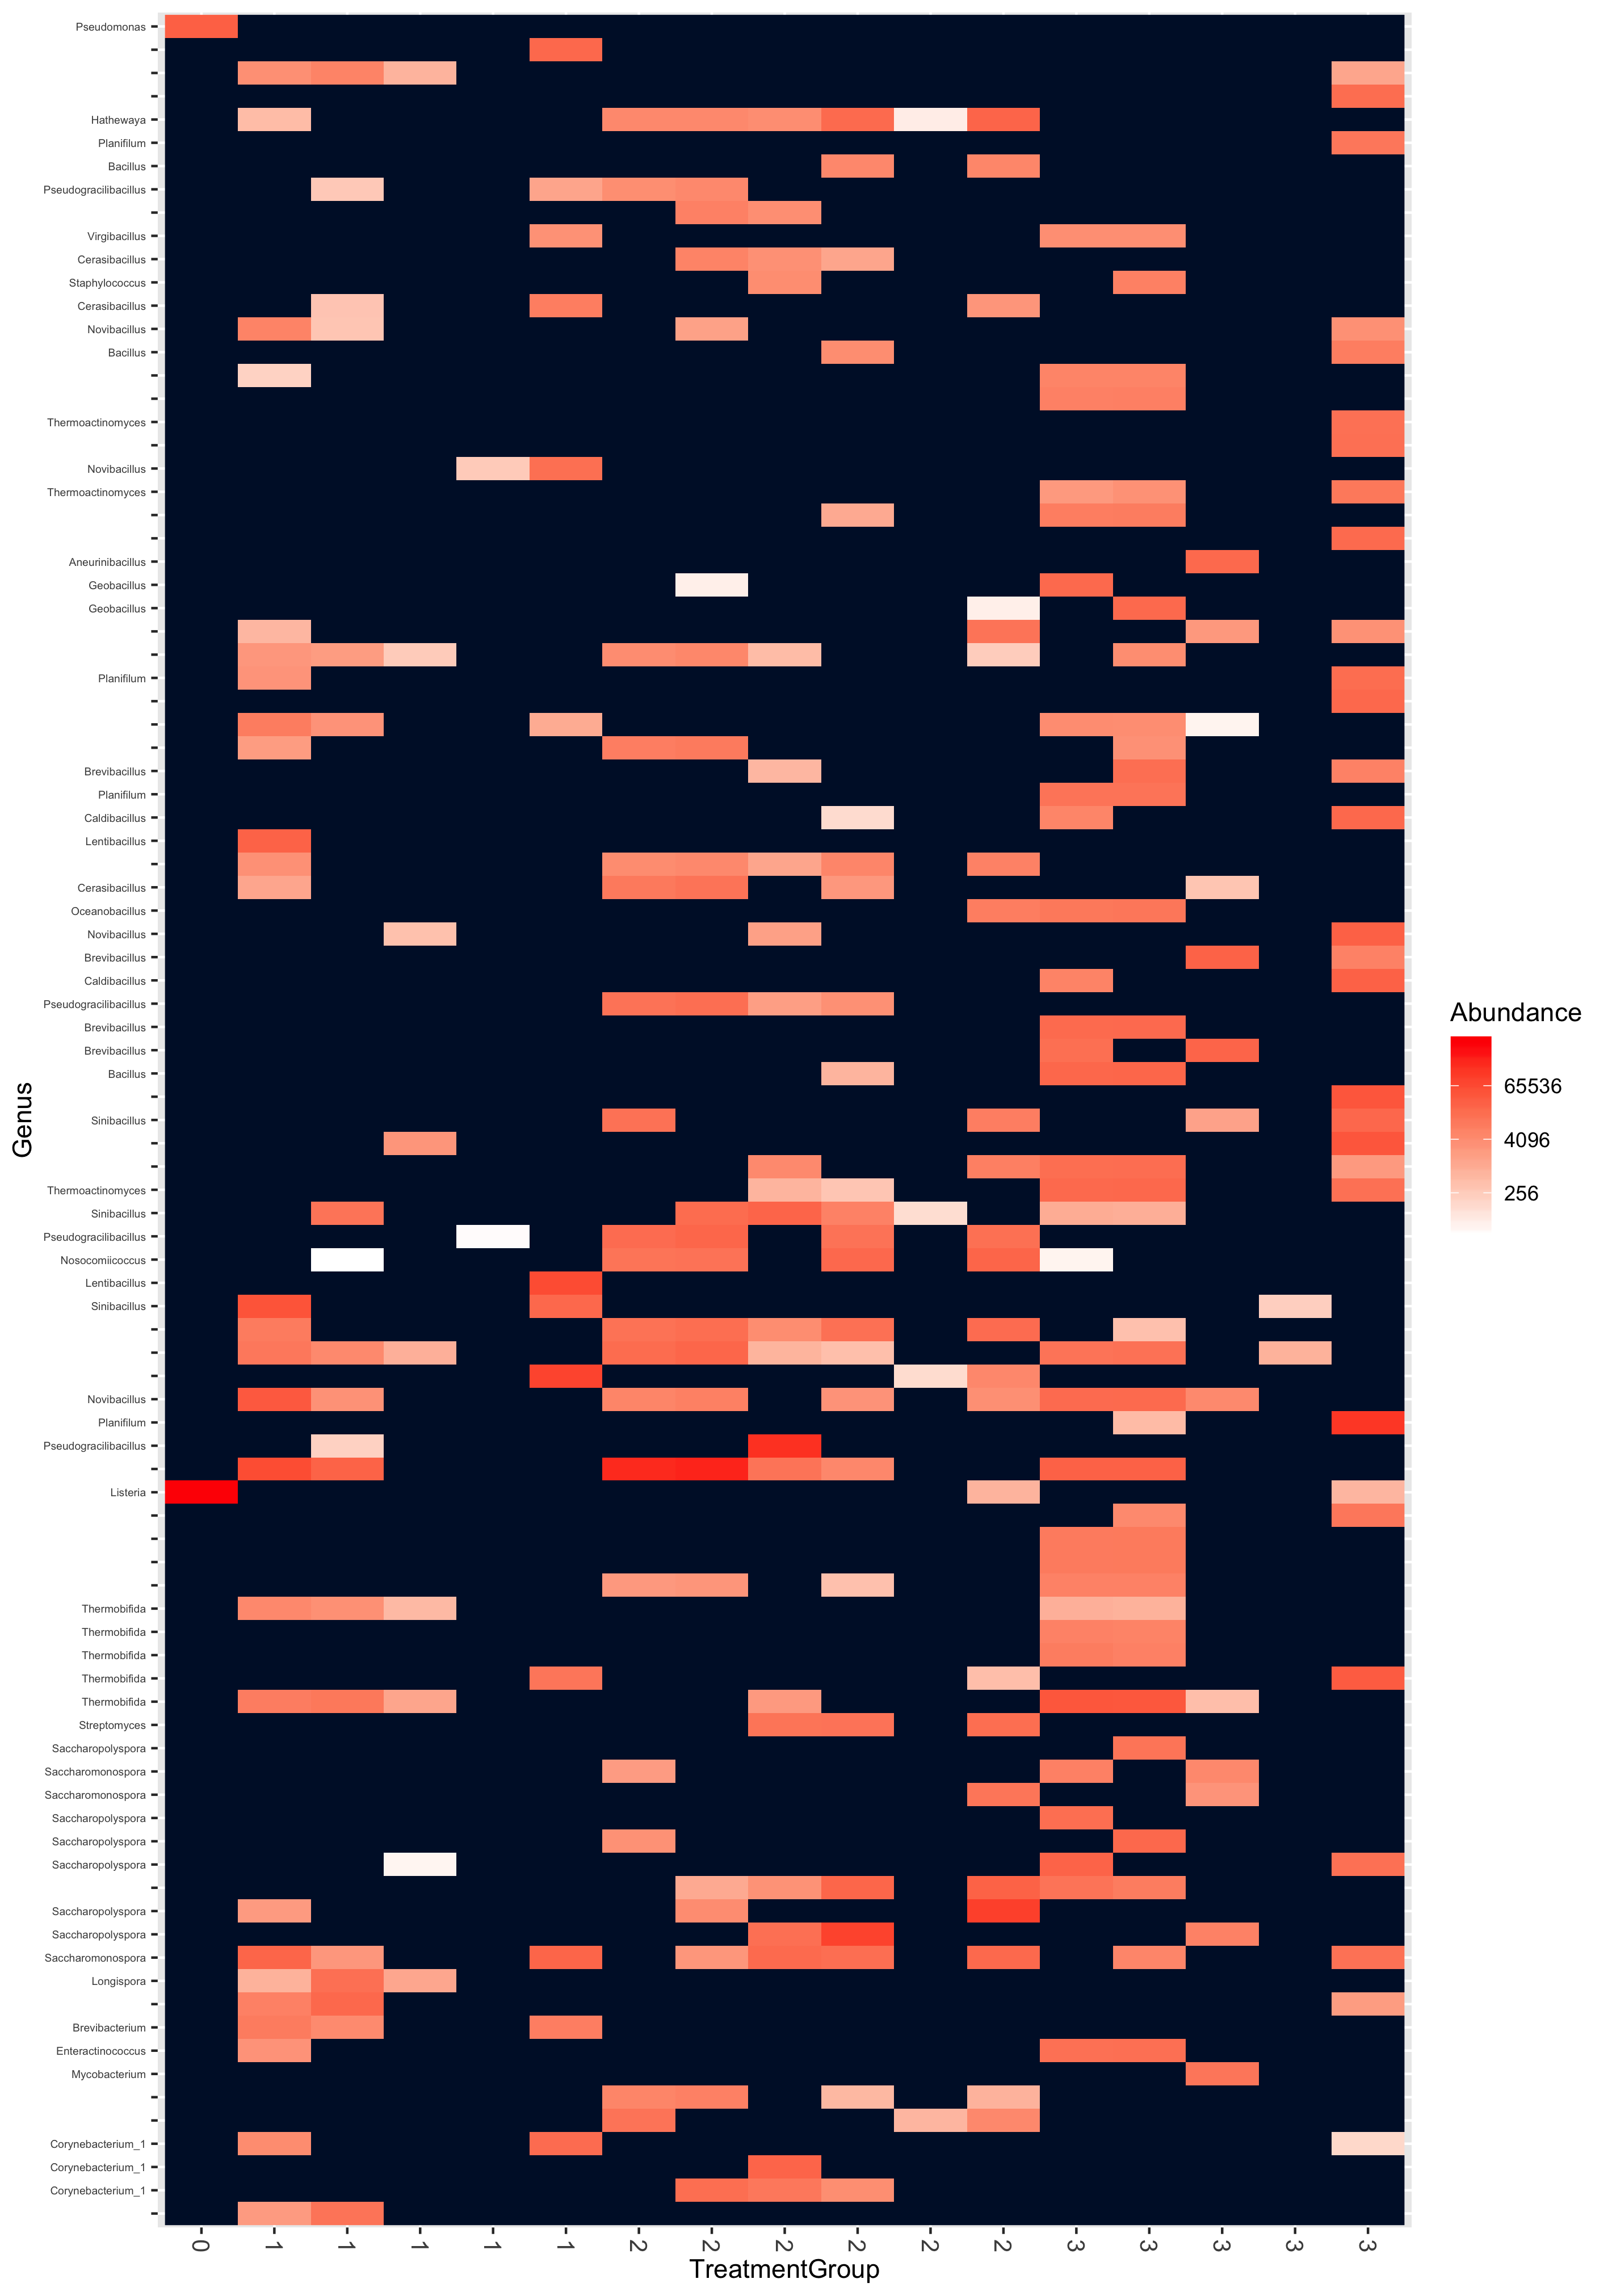 Pseudomonas
Hathewaya
Planifilum
Bacillus
Pseudogracilibacillus
Virgibacillus
Cerasibacillus
Staphylococcus
Cerasibacillus
Novibacillus
Bacillus
Thermoactinomyces
Novibacillus
Thermoactinomyces
Aneurinibacillus
Geobacillus
Geobacillus
Planifilum
Brevibacillus
Planifilum
Caldibacillus
Lentibacillus
Cerasibacillus
Oceanobacillus
Novibacillus
Brevibacillus
Caldibacillus
Pseudogracilibacillus
Brevibacillus
Brevibacillus
Bacillus
Sinibacillus
Thermoactinomyces
Sinibacillus
Pseudogracilibacillus
Nosocomiicoccus
Lentibacillus
Sinibacillus
Novibacillus
Planifilum
Pseudogracilibacillus
Listeria
Thermobifida
Thermobifida
Thermobifida
Thermobifida
Thermobifida
Streptomyces
Saccharopolyspora
Saccharomonospora
Saccharomonospora
Saccharopolyspora
Saccharopolyspora
Saccharopolyspora
Saccharopolyspora
Saccharopolyspora
Saccharomonospora
Longispora
Brevibacterium
Enteractinococcus
Mycobacterium
Corynebacterium_1
Corynebacterium_1
Corynebacterium_1
Genus
0 1 1 1 1 1 2 2 2 2 2 2 3 3 3 3 3
TreatmentGroup
Abundance
65536
4096
256